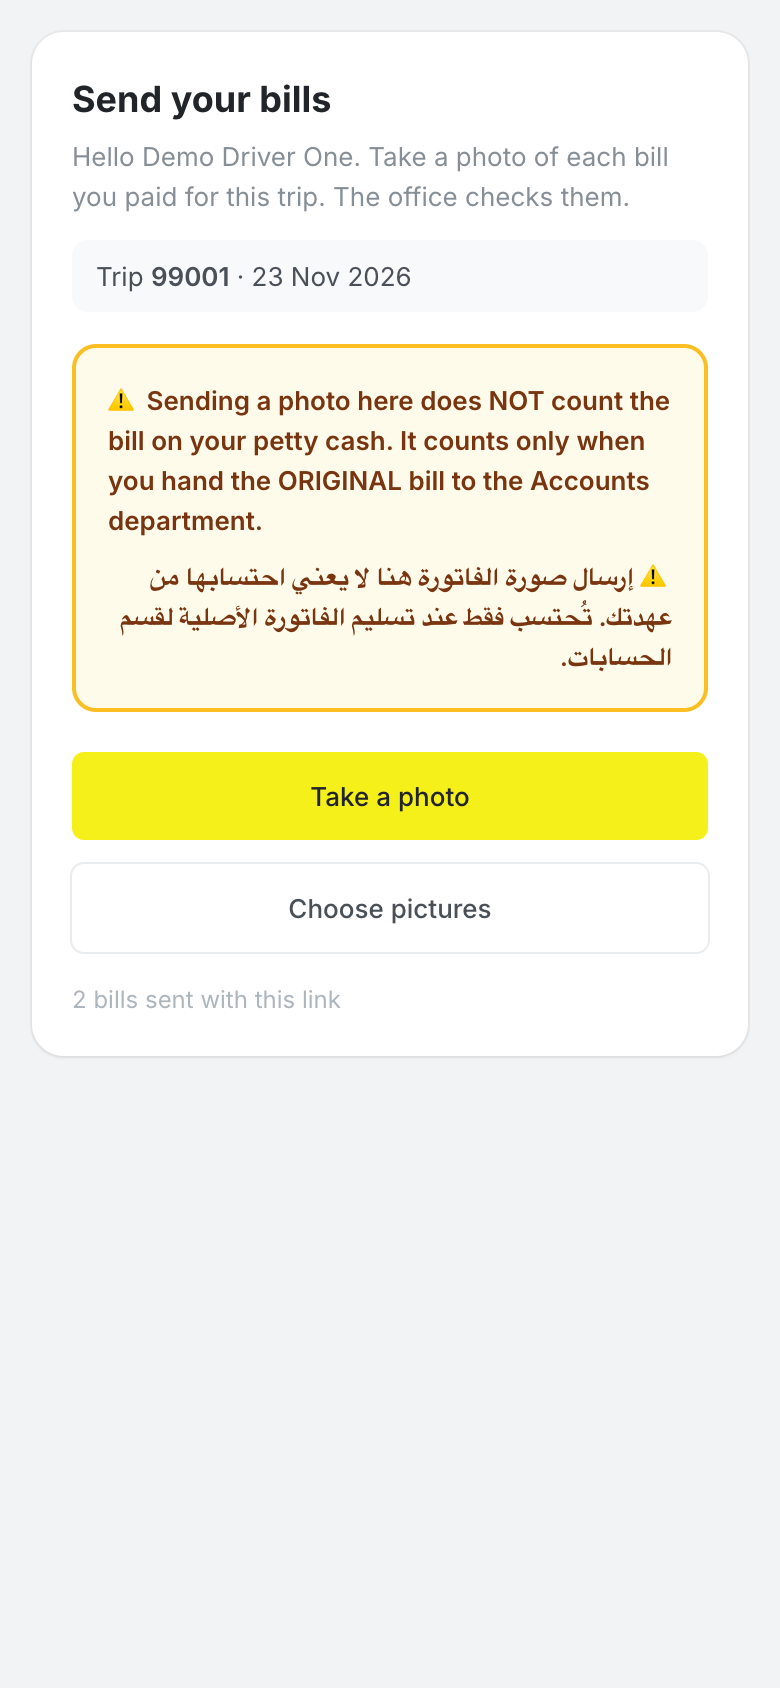 Send your bills
Hello Demo Driver One. Take a photo of each bill
you paid for this trip. The office checks them.
Trip 99001 · 23 Nov 2026
⚠️ Sending a photo here does NOT count the
bill on your petty cash. It counts only when
you hand the ORIGINAL bill to the Accounts
department.
⚠️ إرسال صورة الفاتورة هنا لا يعني احتسابها من
عهدتك. تُحتسب فقط عند تسليم الفاتورة الأصلية لقسم
الحسابات.
Take a photo
Choose pictures
2 bills sent with this link